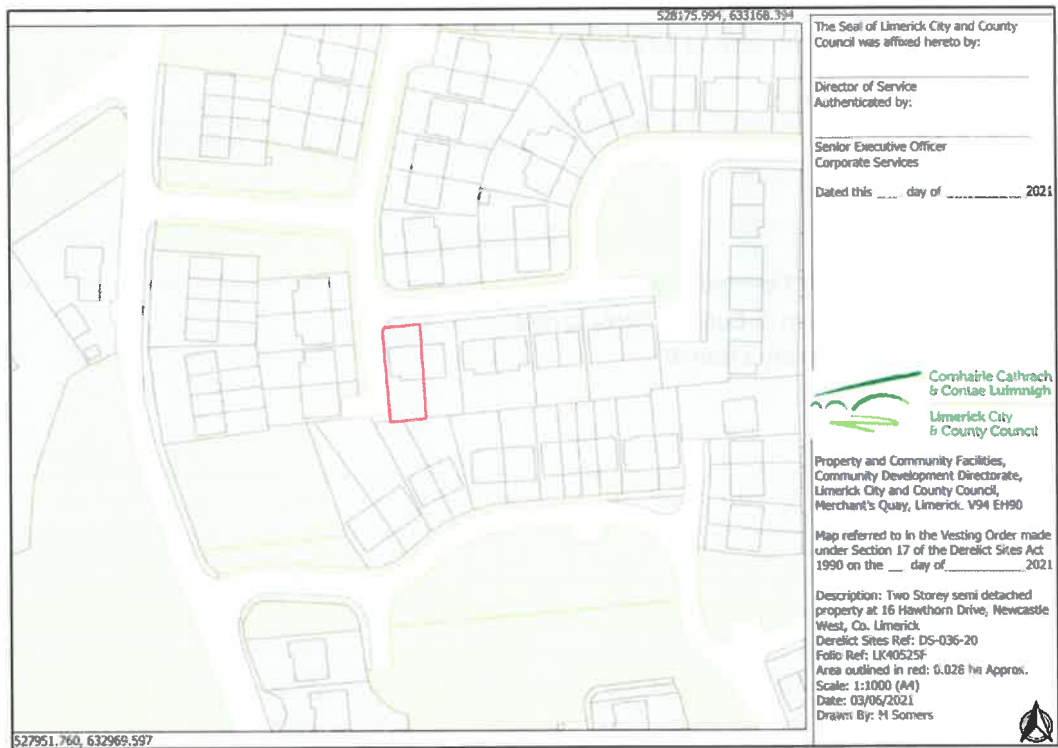 528175.994, 633168.394
The Seal of Limerick City and County
Council was affixed hereto by:
Director of Service
Authenticated by:
Senior Executive Officer
Corporate Services
Dated this ____ day of ____________ 2021
Comhairle Cathrach
& Contae Luimnigh
Limerick City
& County Council
Property and Community Facilities,
Community Development Directorate,
Limerick City and County Council,
Merchant's Quay, Limerick. V94 EH90
Map referred to in the Vesting Order made
under Section 17 of the Derelict Sites Act
1990 on the ___ day of ____________ 2021
Description: Two Storey semi detached
property at 16 Hawthorn Drive, Newcastle
West, Co. Limerick
Derelict Sites Ref: DS-036-20
Folio Ref: LK40525F
Area outlined in red: 0.028 ha Approx.
Scale: 1:1000 (A4)
Date: 03/06/2021
Drawn By: M Somers
527951.760, 632969.597